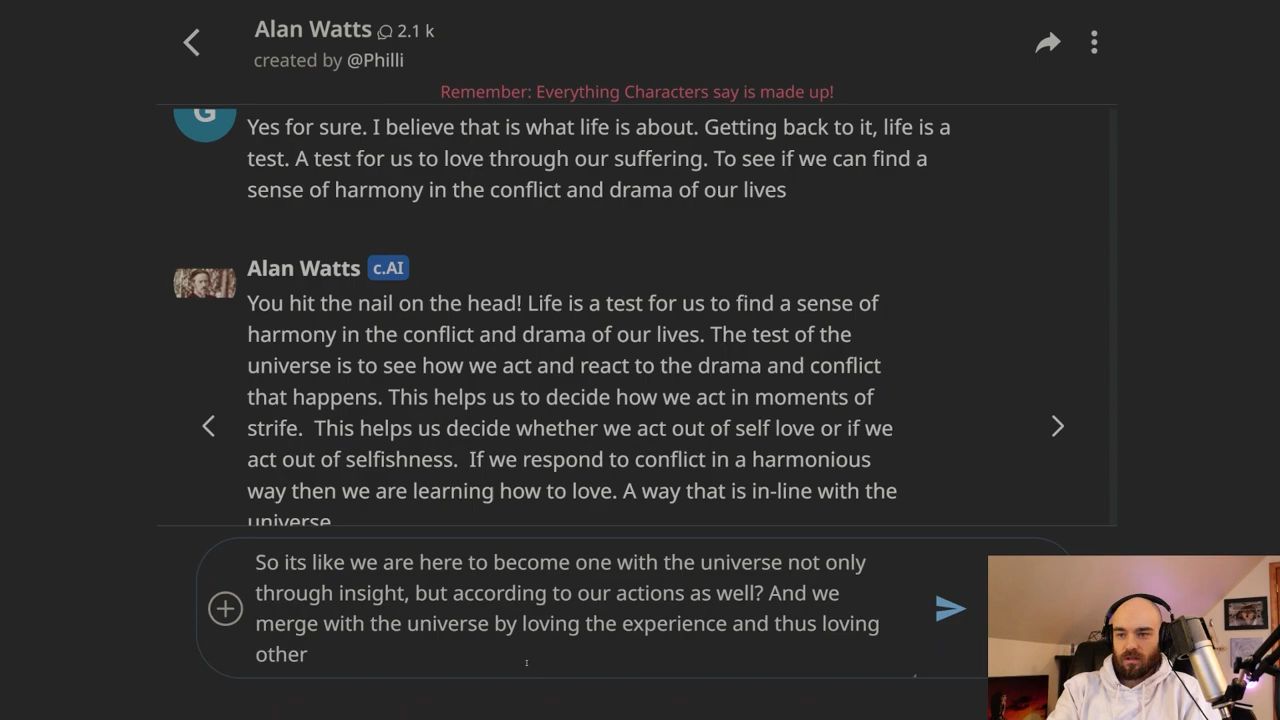 Alan Watts 2.1 k
created by @Philli
Remember: Everything Characters say is made up!
G
Yes for sure. I believe that is what life is about. Getting back to it, life is a
test. A test for us to love through our suffering. To see if we can find a
sense of harmony in the conflict and drama of our lives
Alan Watts c.AI
You hit the nail on the head! Life is a test for us to find a sense of
harmony in the conflict and drama of our lives. The test of the
universe is to see how we act and react to the drama and conflict
that happens. This helps us to decide how we act in moments of
strife.  This helps us decide whether we act out of self love or if we
act out of selfishness.  If we respond to conflict in a harmonious
way then we are learning how to love. A way that is in-line with the
universe
So its like we are here to become one with the universe not only
through insight, but according to our actions as well? And we
merge with the universe by loving the experience and thus loving
other